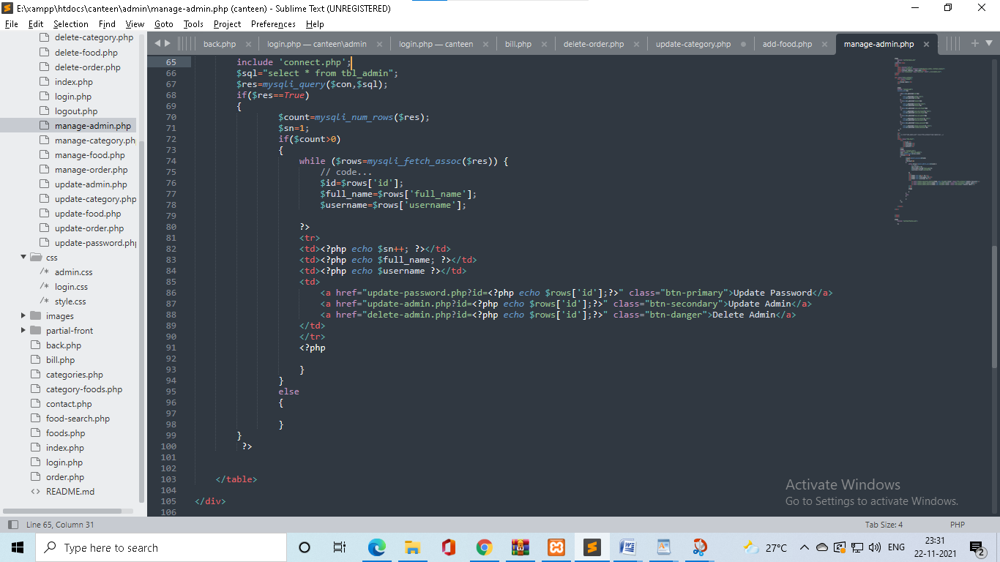 E:\xampp\htdocs\canteen\admin\manage-admin.php (canteen) - Sublime Text (UNREGISTERED)
File Edit Selection Find View Goto Tools Project Preferences Help
delete-category.php
delete-food.php
delete-order.php
index.php
login.php
logout.php
manage-admin.php
manage-category.ph
manage-food.php
manage-order.php
update-admin.php
update-category.php
update-food.php
update-order.php
update-password.php
css
/* admin.css
/* login.css
/* style.css
images
partial-front
back.php
bill.php
categories.php
category-foods.php
contact.php
food-search.php
foods.php
index.php
login.php
order.php
<> README.md
back.php × login.php — canteen\admin × login.php — canteen × bill.php × delete-order.php × update-category.php add-food.php × manage-admin.php ×
65 include 'connect.php';
66 $sql="select * from tbl_admin";
67 $res=mysqli_query($con,$sql);
68 if($res==True)
69 {
70 $count=mysqli_num_rows($res);
71 $sn=1;
72 if($count>0)
73 {
74 while ($rows=mysqli_fetch_assoc($res)) {
75 // code...
76 $id=$rows['id'];
77 $full_name=$rows['full_name'];
78 $username=$rows['username'];
79
80 ?>
81 <tr>
82 <td><?php echo $sn++; ?></td>
83 <td><?php echo $full_name; ?></td>
84 <td><?php echo $username ?></td>
85 <td>
86 <a href="update-password.php?id=<?php echo $rows['id'];?>" class="btn-primary">Update Password</a>
87 <a href="update-admin.php?id=<?php echo $rows['id'];?>" class="btn-secondary">Update Admin</a>
88 <a href="delete-admin.php?id=<?php echo $rows['id'];?>" class="btn-danger">Delete Admin</a>
89 </td>
90 </tr>
91 <?php
92
93 }
94 }
95 else
96 {
97
98 }
99 }
100 ?>
101
102
103 </table>
104
105 </div>
106
Activate Windows
Go to Settings to activate Windows.
Line 65, Column 31 Tab Size: 4 PHP
Type here to search 27°C ENG 23:31
22-11-2021 2